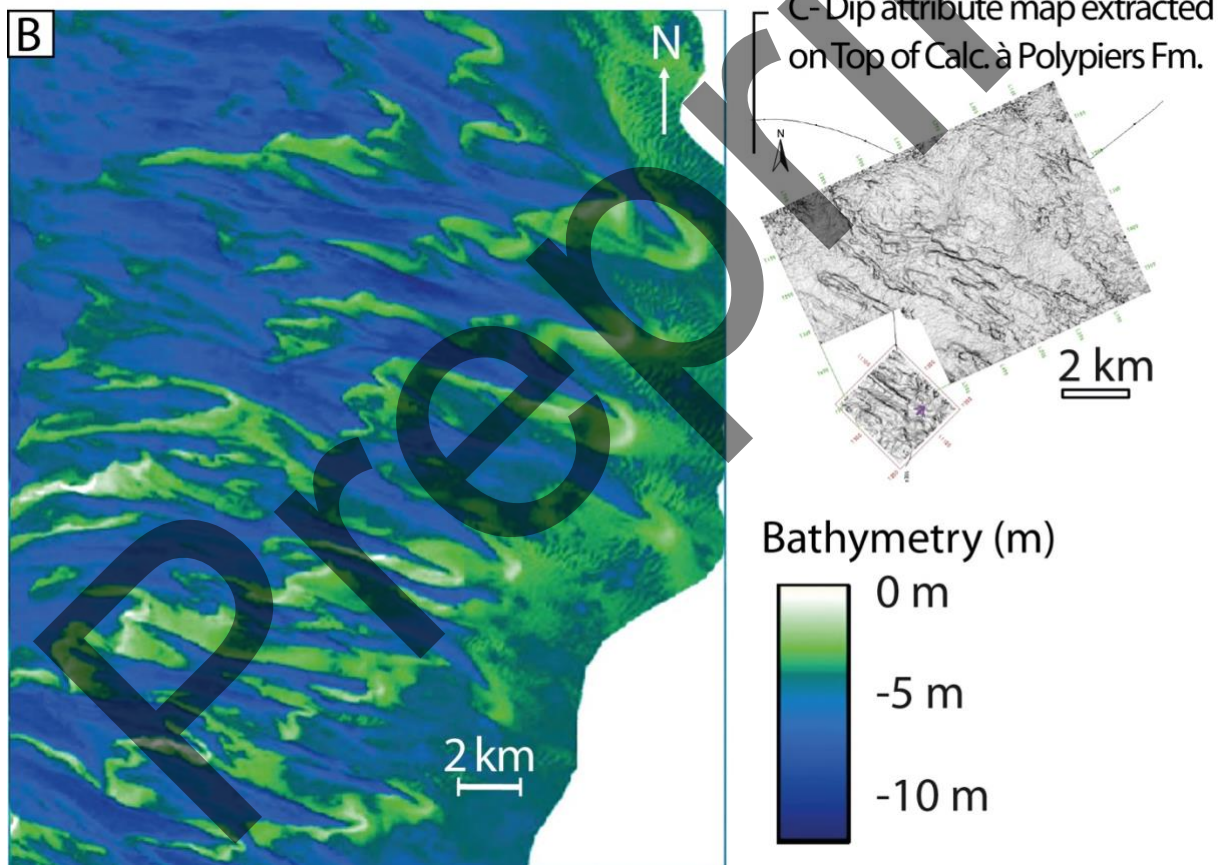 B
N
2 km
C- Dip attribute map extracted
on Top of Calc. à Polypiers Fm.
N
2 km
Bathymetry (m)
0 m
-5 m
-10 m
Preprint